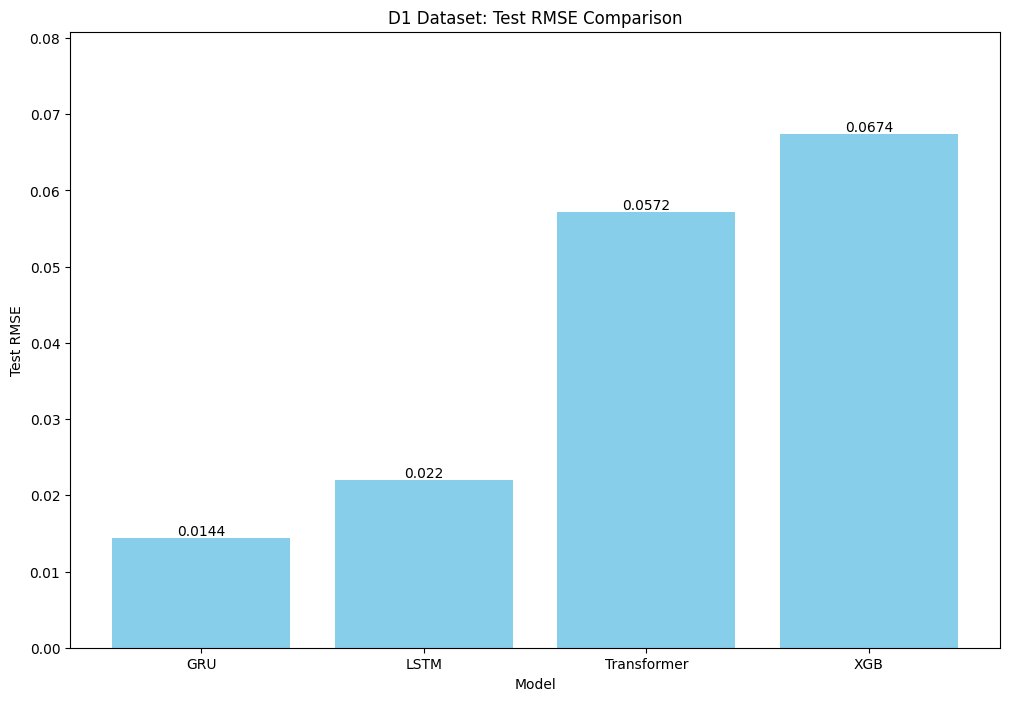 D1 Dataset: Test RMSE Comparison
0.08
0.07
0.06
0.05
0.04
0.03
0.02
0.01
0.00
Test RMSE
0.0144
0.022
0.0572
0.0674
GRU
LSTM
Transformer
XGB
Model